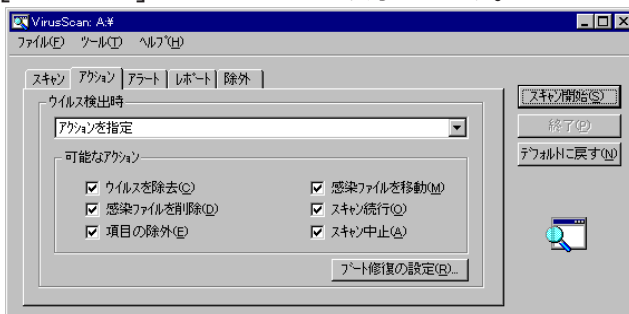 VirusScan: A:¥
ファイル(F) ツール(T) ヘルプ(H)
スキャン アクション アラート レポート 除外
ウイルス検出時
アクションを指定
可能なアクション
ウイルスを除去(C)
感染ファイルを移動(M)
感染ファイルを削除(D)
スキャン続行(O)
項目の除外(E)
スキャン中止(A)
ブート修復の設定(R)...
スキャン開始(S)
終了(P)
デフォルトに戻す(N)